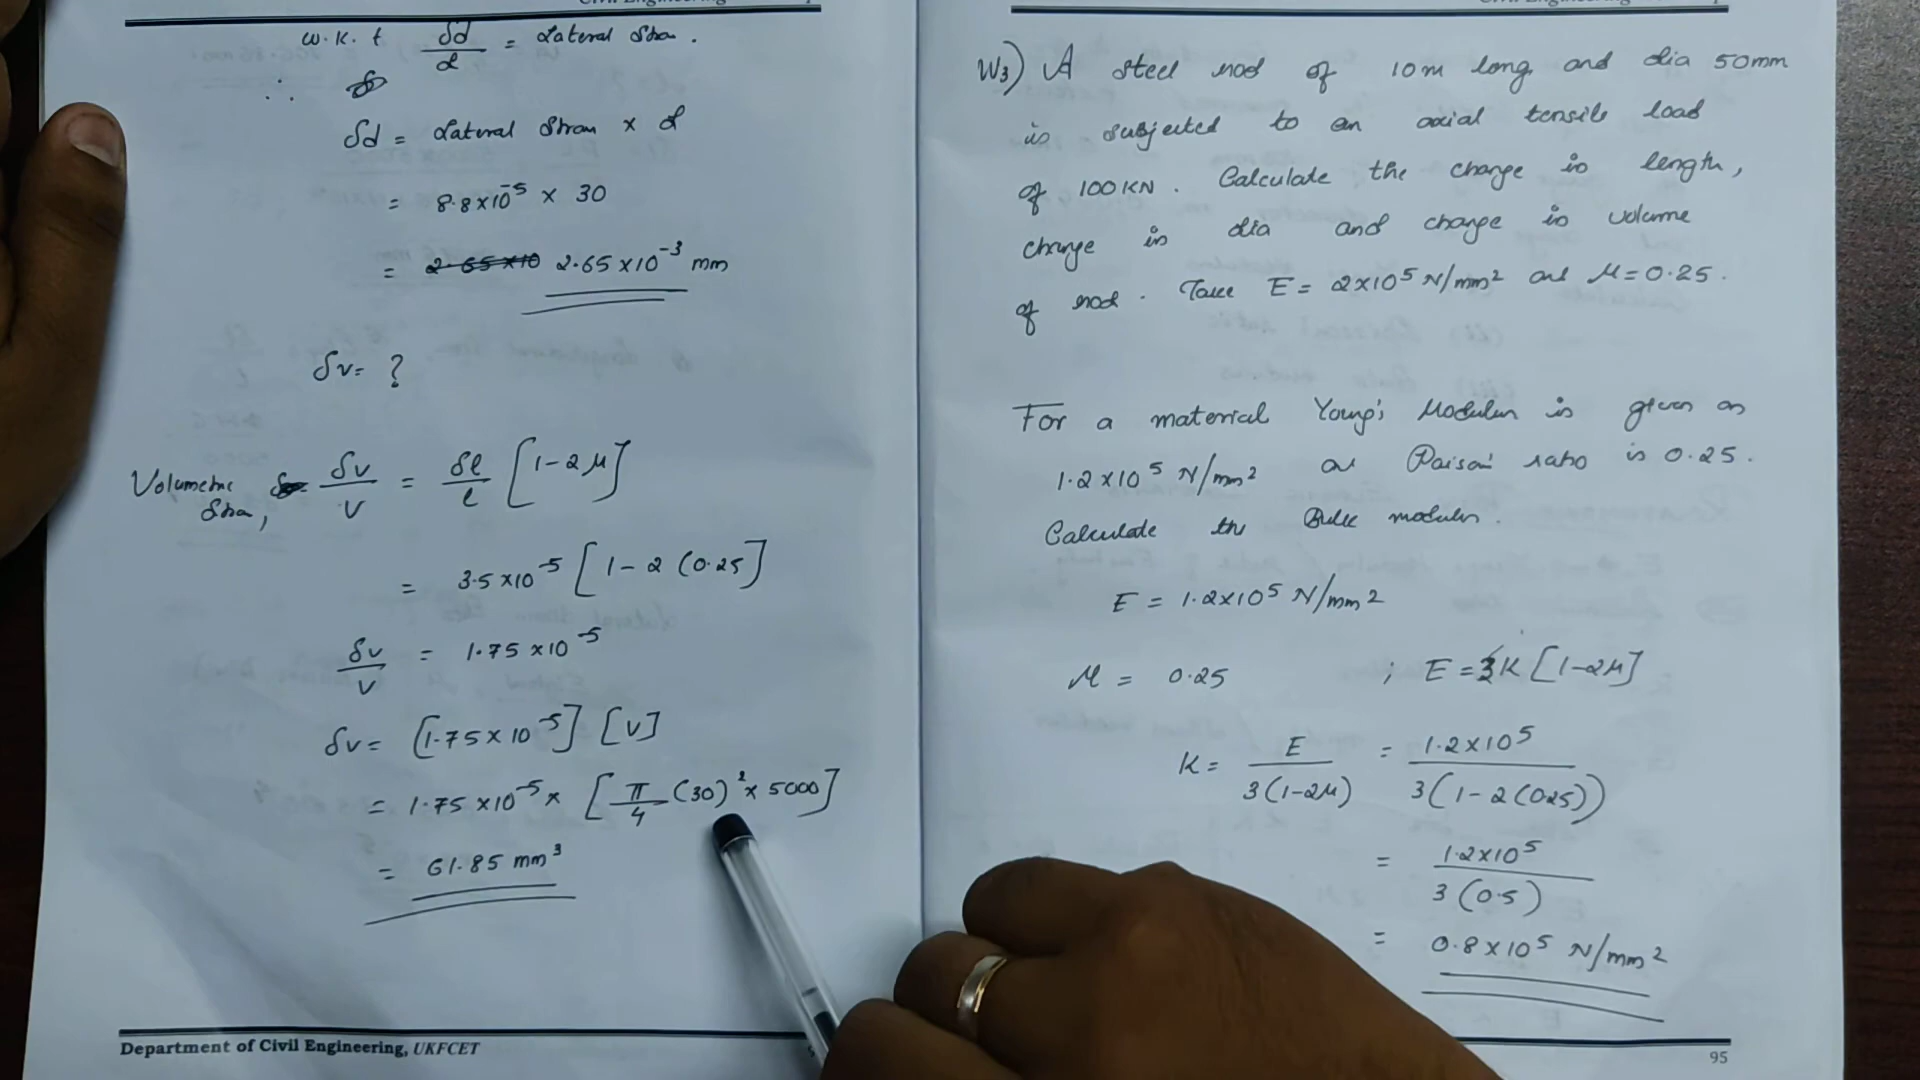 w.k.t δd/d = Lateral Stra.
∴
δd = Lateral Stran × d
= 8.8×10⁻⁵ × 30
= 2.65×10 2.65×10⁻³ mm
δv= ?
Volumetric Stra, δv/v = δl/l [1-2μ]
= 3.5×10⁻⁵ [1-2(0.25]
δv/v = 1.75×10⁻⁵
δv= [1.75×10⁻⁵] [v]
= 1.75×10⁻⁵× [π/4 (30)²× 5000]
= 61.85 mm³
Department of Civil Engineering, UKFCET
W3) A steel rod of 10m long and dia 50mm
is subjected to an axial tensile load
of 100KN. Calculate the change in length,
change in dia and change in volume
of rod. Take E= 2×10⁵N/mm² and μ=0.25.
For a material Young's Modulus is given as
1.2×10⁵ N/mm² and Poison ratio is 0.25.
Calculate the Bulk modulus.
E = 1.2×10⁵ N/mm²
μ = 0.25 ; E=3K[1-2μ]
K= E/3(1-2μ) = 1.2×10⁵/3(1-2(0.25))
= 1.2×10⁵/3(0.5)
= 0.8×10⁵ N/mm²
95